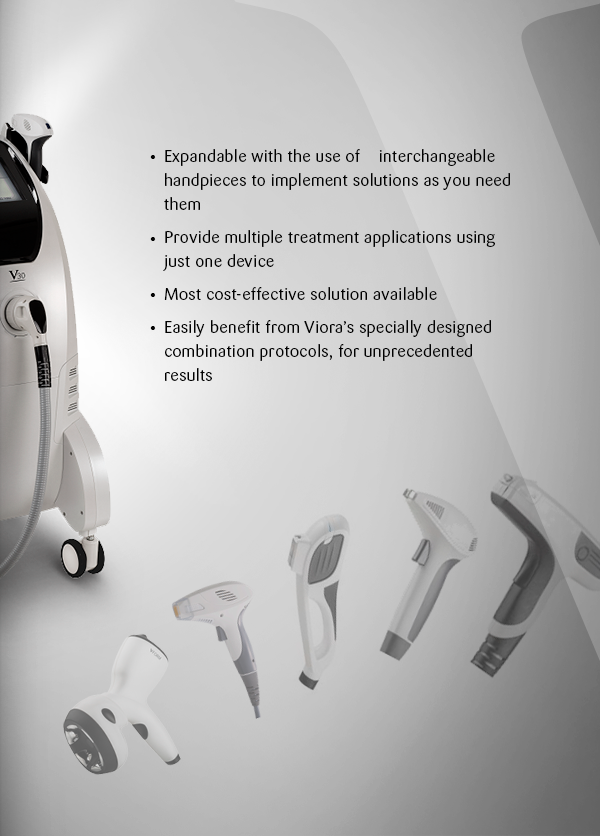 • Expandable with the use of interchangeable
handpieces to implement solutions as you need
them
• Provide multiple treatment applications using
just one device
• Most cost-effective solution available
• Easily benefit from Viora's specially designed
combination protocols, for unprecedented
results
V30